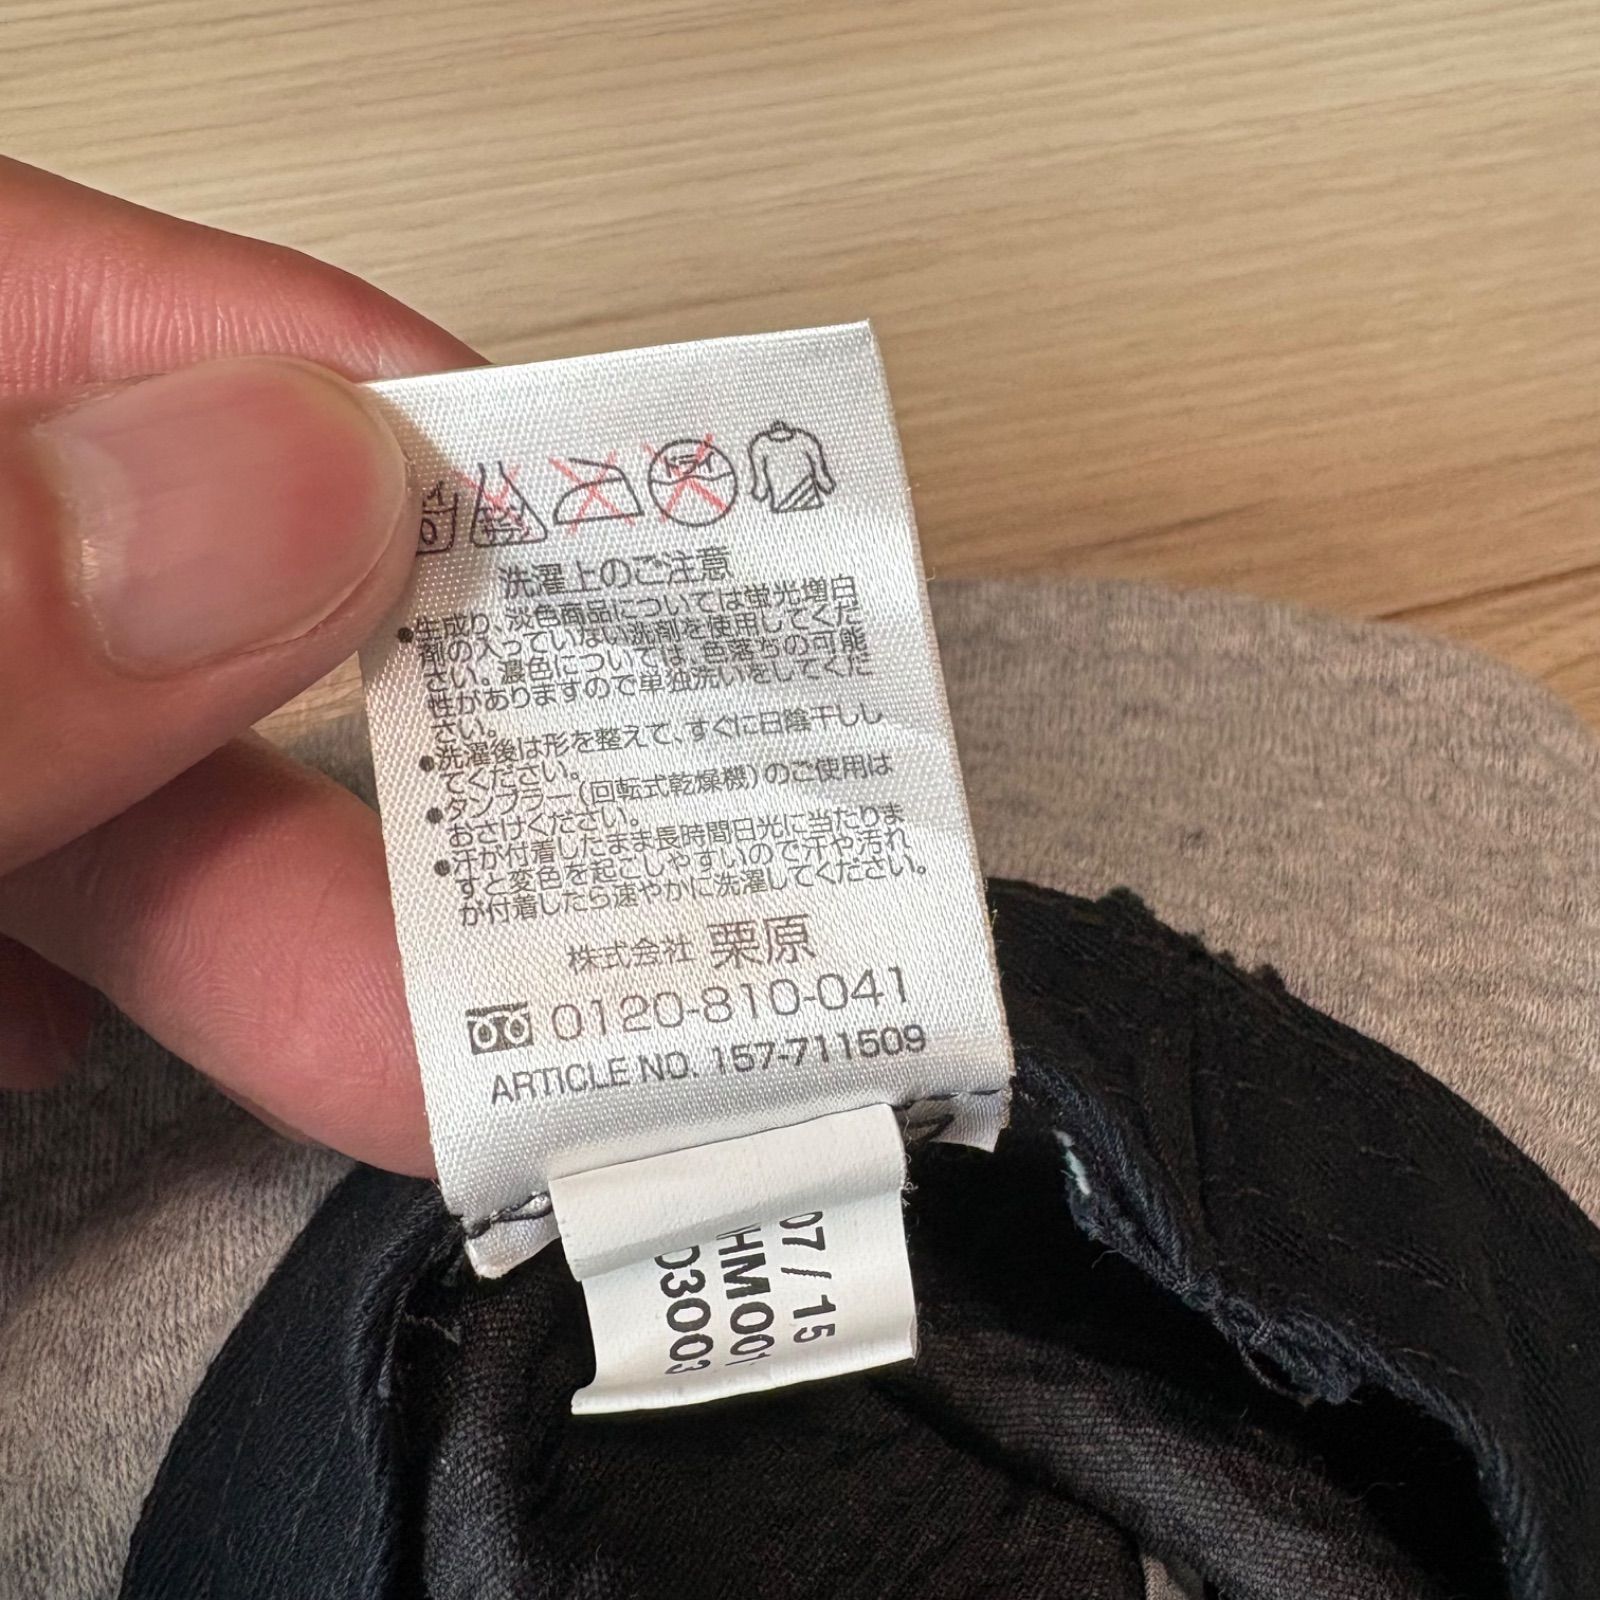 洗濯上のご注意
●生成り、淡色商品については蛍光増白
剤の入っていない洗剤を使用してくだ
さい。濃色については、色落ちの可能
性がありますので単独洗いをしてくだ
さい。
●洗濯後は形を整えて、すぐに日陰干しし
てください。
●タンブラー(回転式乾燥機)のご使用は
おさけください。
●汗が付着したまま長時間日光に当たりま
すと変色を起こしやすいので汗や汚れ
が付着したら速やかに洗濯してください。
株式会社 栗原
0120-810-041
ARTICLE NO. 157-711509
07/15
HM001
03003